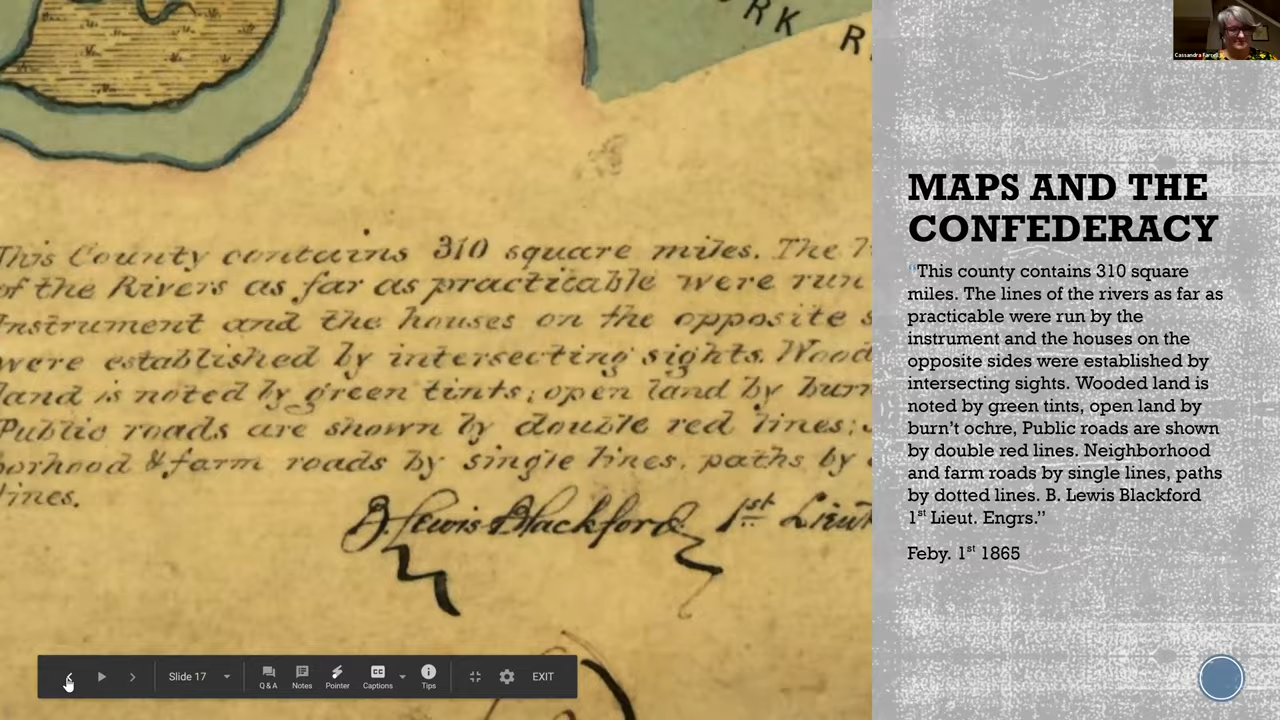 ORK R
This County contains 310 square miles. The
of the Rivers as far as practicable were run
Instrument and the houses on the opposite
were established by intersecting sights. Wood
land is noted by green tints; open land by burn
Public roads are shown by double red lines;
borhood & farm roads by single lines, paths by
lines.
B. Lewis Blackford 1st Lieut
MAPS AND THE
CONFEDERACY
"This county contains 310 square
miles. The lines of the rivers as far as
practicable were run by the
instrument and the houses on the
opposite sides were established by
intersecting sights. Wooded land is
noted by green tints, open land by
burn't ochre, Public roads are shown
by double red lines. Neighborhood
and farm roads by single lines, paths
by dotted lines. B. Lewis Blackford
1st Lieut. Engrs."
Feby. 1st 1865
Slide 17
Q & A
Notes
Pointer
CC
Captions
Tips
EXIT
Cassandra